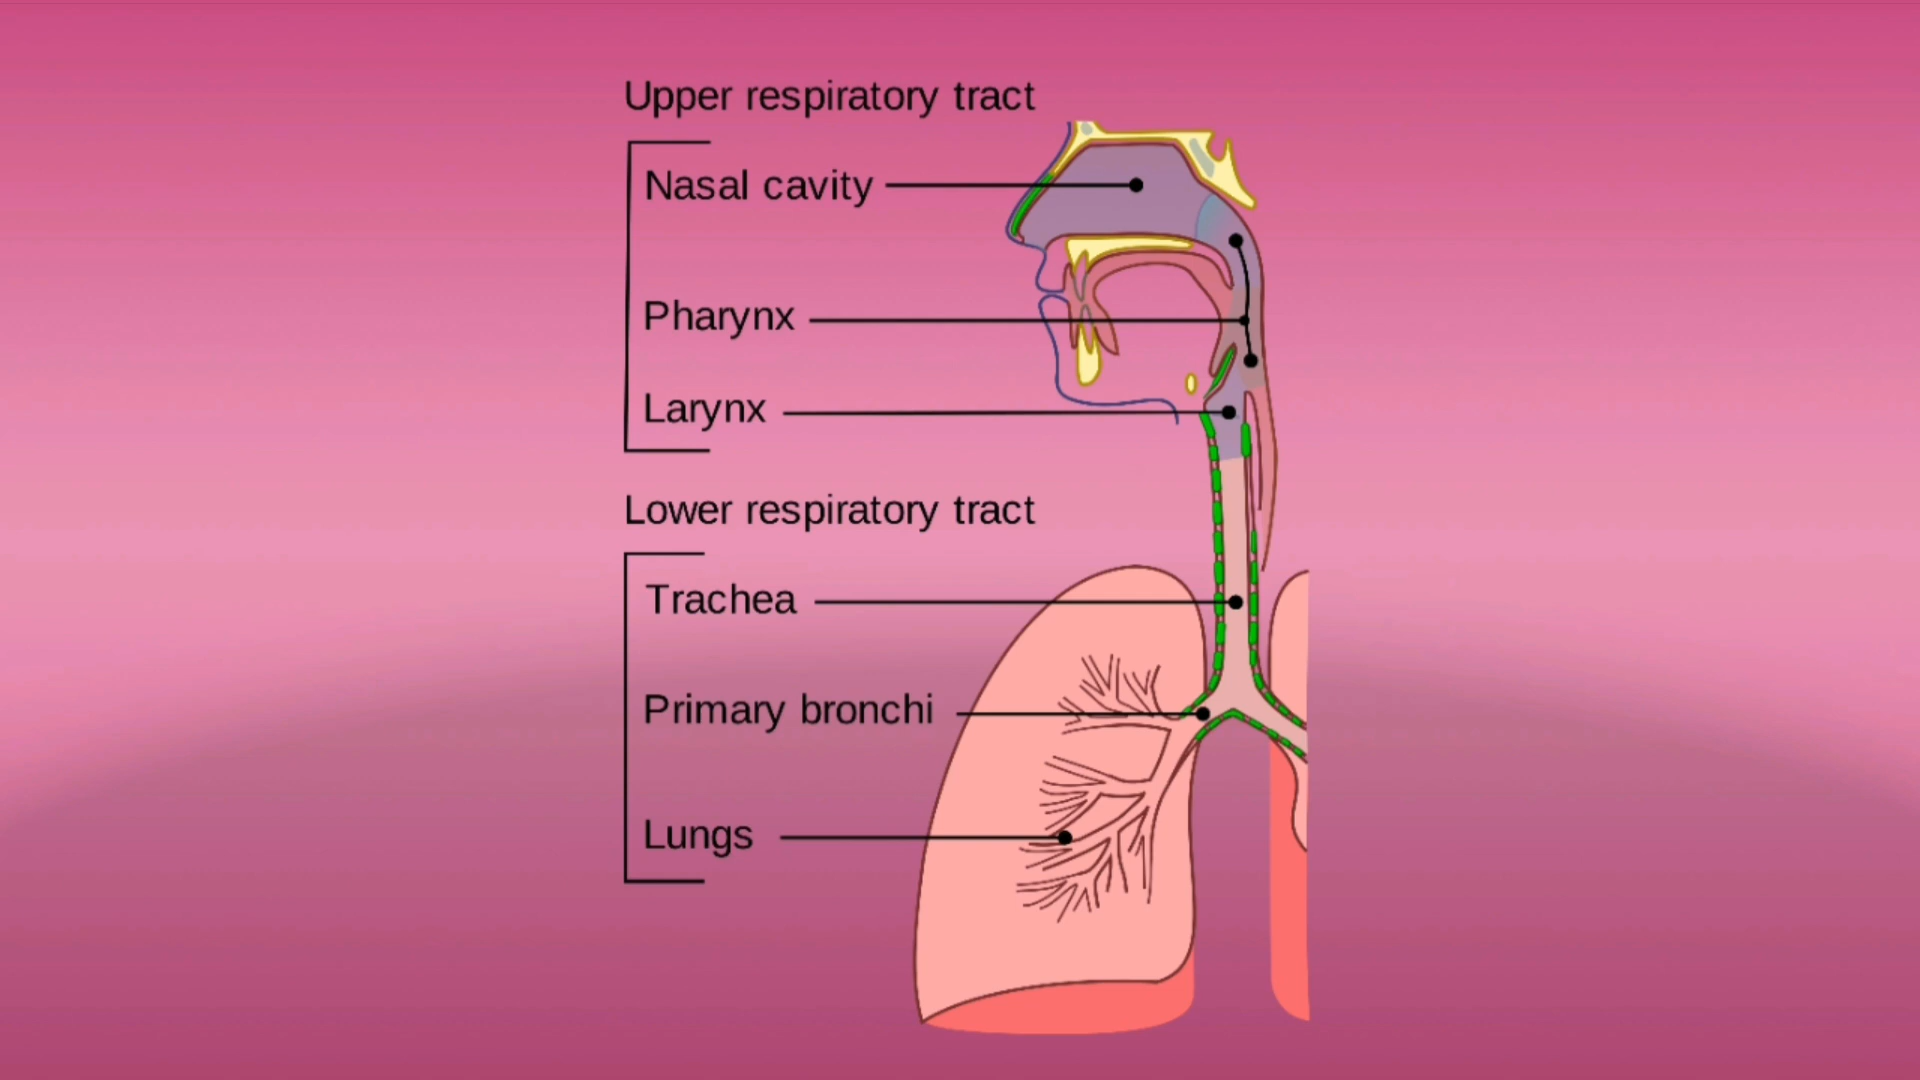 Upper respiratory tract
Nasal cavity
Pharynx
Larynx
Lower respiratory tract
Trachea
Primary bronchi
Lungs